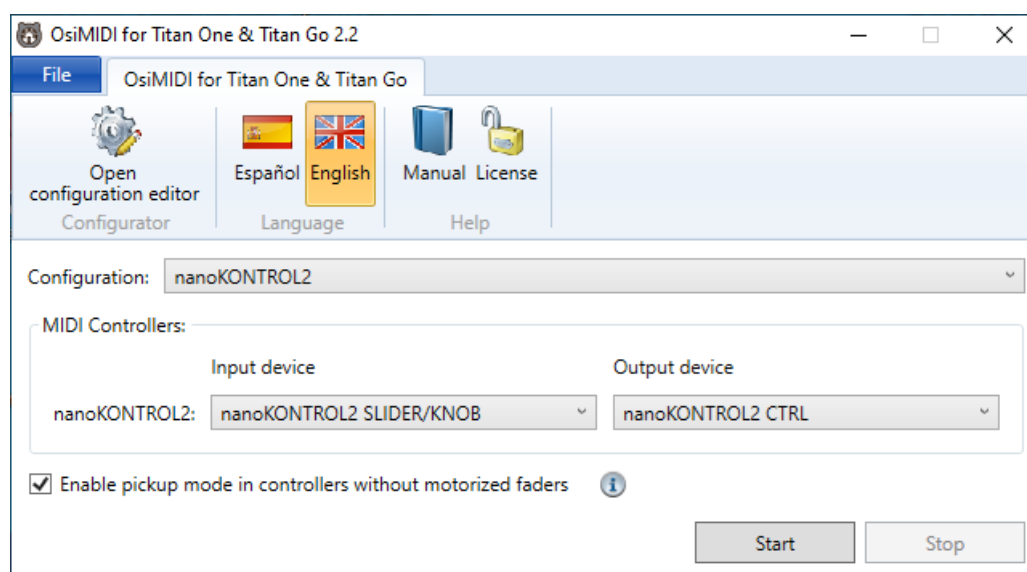 OsiMIDI for Titan One & Titan Go 2.2
File
OsiMIDI for Titan One & Titan Go
Open
configuration editor
Español
English
Manual
License
Configurator
Language
Help
Configuration:
nanoKONTROL2
MIDI Controllers:
Input device
Output device
nanoKONTROL2:
nanoKONTROL2 SLIDER/KNOB
nanoKONTROL2 CTRL
Enable pickup mode in controllers without motorized faders
Start
Stop